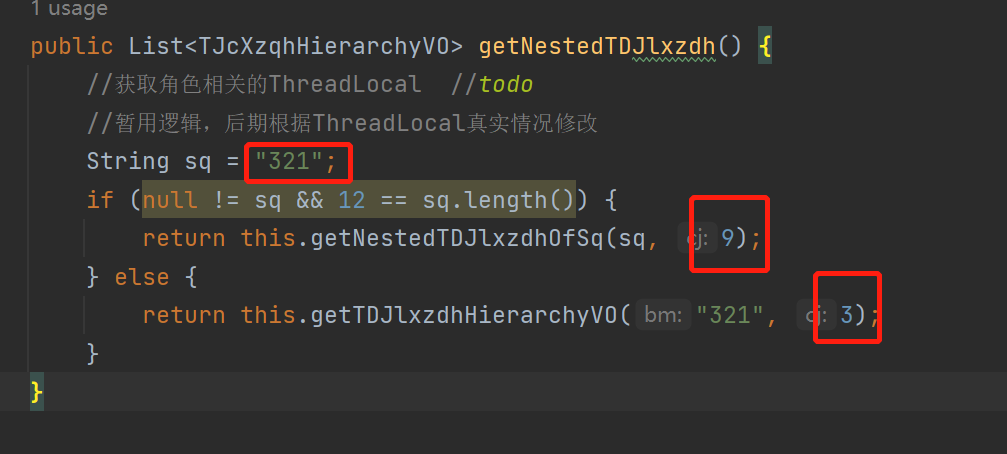 1 usage
public List<TJcXzqhHierarchyVO> getNestedTDJlxzdh() {
//获取角色相关的ThreadLocal  //todo
//暂用逻辑，后期根据ThreadLocal真实情况修改
String sq = "321";
if (null != sq && 12 == sq.length()) {
return this.getNestedTDJlxzdhOfSq(sq, cj: 9);
} else {
return this.getTDJlxzdhHierarchyVO( bm: "321", cj: 3);
}
}